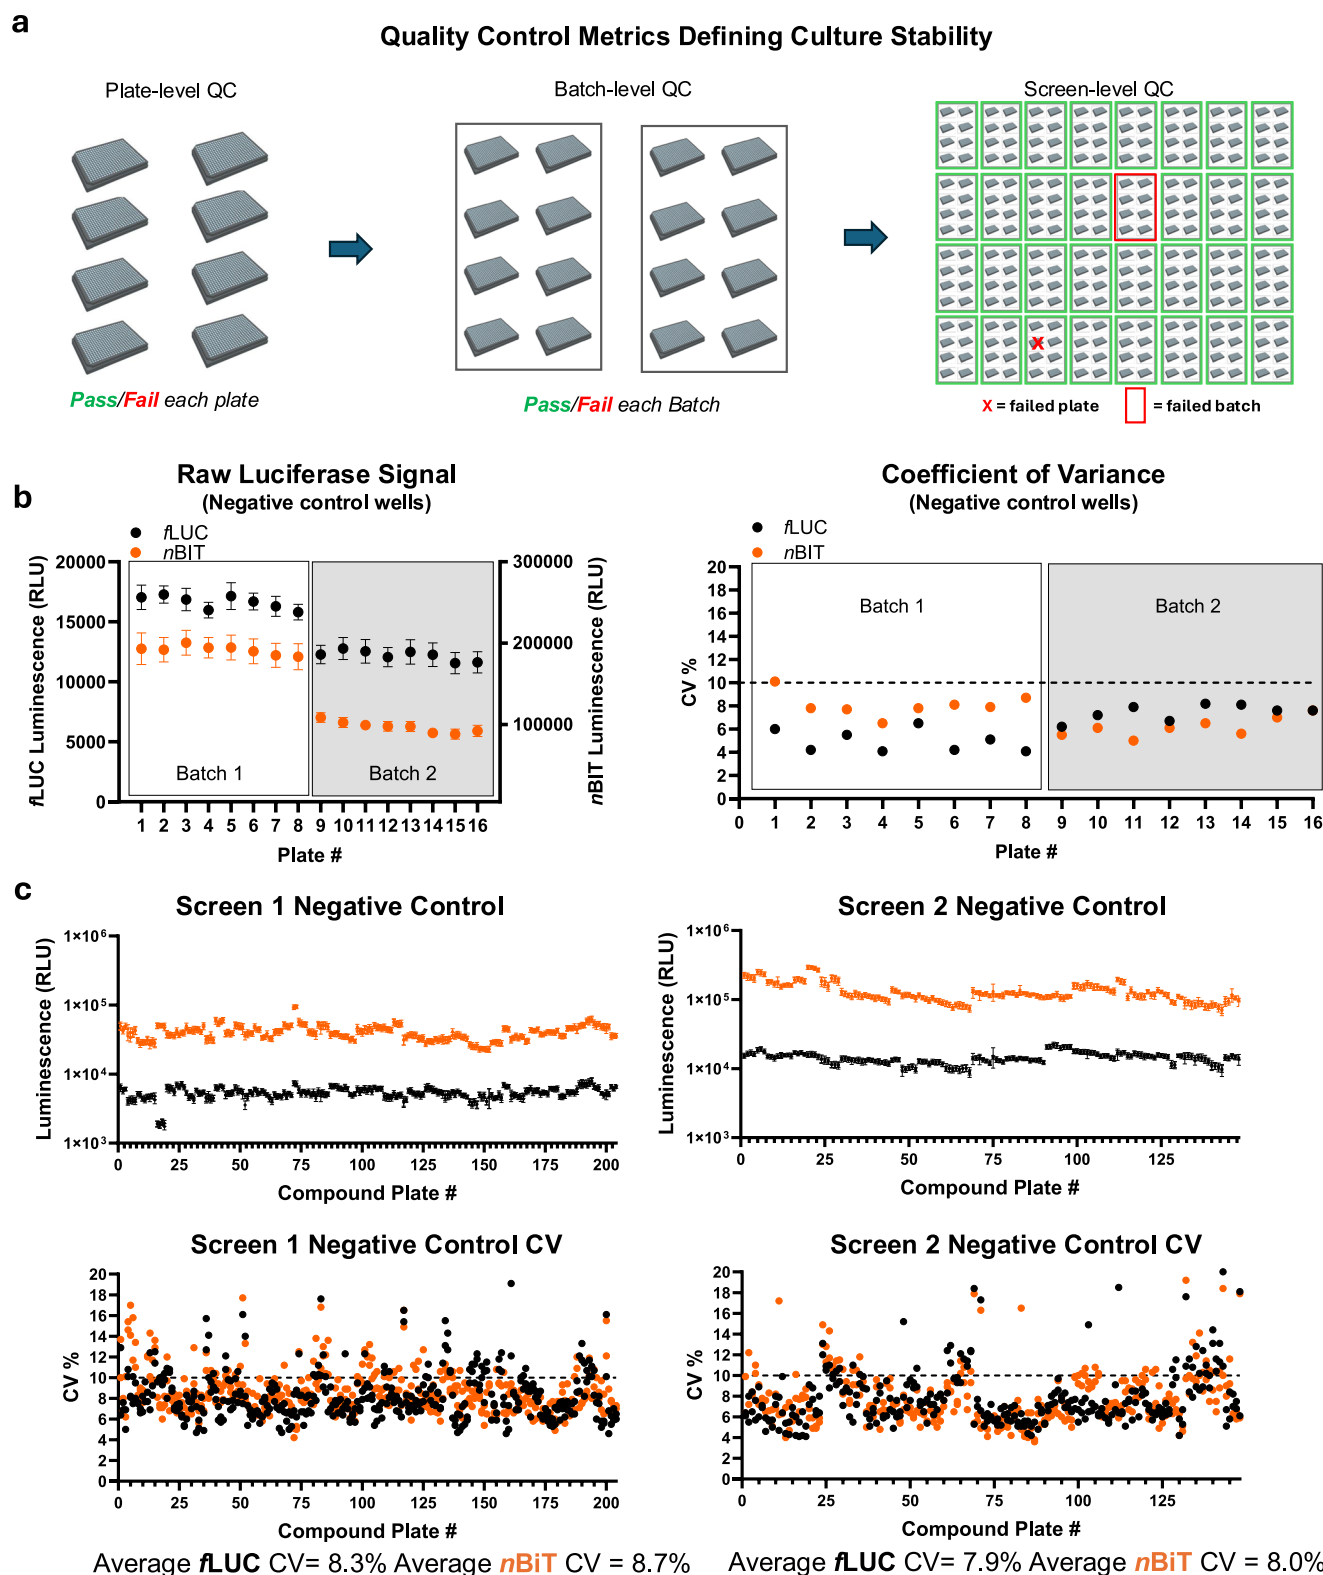 a
Quality Control Metrics Defining Culture Stability
Plate-level QC
Batch-level QC
Screen-level QC
Pass/Fail each plate
Pass/Fail each Batch
X
X = failed plate
= failed batch
b
Raw Luciferase Signal
(Negative control wells)
fLUC
nBIT
fLUC Luminescence (RLU)
20000
15000
10000
5000
0
300000
200000
100000
nBIT Luminescence (RLU)
Batch 1
Batch 2
1 2 3 4 5 6 7 8 9 10 11 12 13 14 15 16
Plate #
Coefficient of Variance
(Negative control wells)
fLUC
nBIT
CV %
20
18
16
14
12
10
8
6
4
2
0
Batch 1
Batch 2
0 1 2 3 4 5 6 7 8 9 10 11 12 13 14 15 16
Plate #
c
Screen 1 Negative Control
Luminescence (RLU)
1×10⁶
1×10⁵
1×10⁴
1×10³
0 25 50 75 100 125 150 175 200
Compound Plate #
Screen 2 Negative Control
Luminescence (RLU)
1×10⁶
1×10⁵
1×10⁴
1×10³
0 25 50 75 100 125
Compound Plate #
Screen 1 Negative Control CV
CV %
20
18
16
14
12
10
8
6
4
2
0
0 25 50 75 100 125 150 175 200
Compound Plate #
Average fLUC CV= 8.3% Average nBiT CV = 8.7%
Screen 2 Negative Control CV
CV %
20
18
16
14
12
10
8
6
4
2
0
0 25 50 75 100 125
Compound Plate #
Average fLUC CV= 7.9% Average nBiT CV = 8.0%